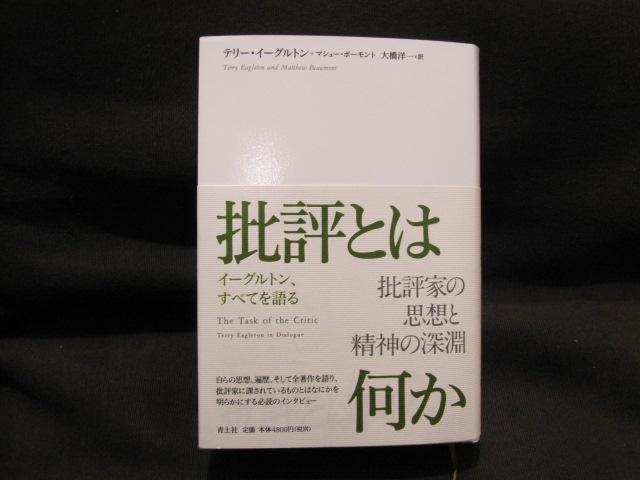 テリー・イーグルトン+マシュー・ボーモント 大橋洋一・訳
Terry Eagleton and Matthew Beaumont
批評とは
イーグルトン、
すべてを語る
The Task of the Critic
Terry Eagleton in Dialogue
批評家の
思想と
精神の深淵
何か
自らの思想、遍歴、そして全著作を語り、
批評家に課されているものとはなにかを
明らかにする必読のインタビュー
青土社 定価 本体4800円(税別)